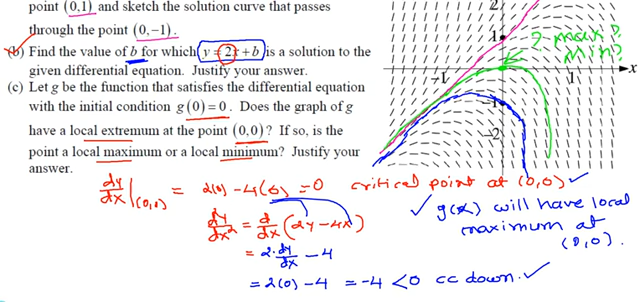 point (0,1) and sketch the solution curve that passes
through the point (0,−1).
(b) Find the value of b for which y = 2x + b is a solution to the
given differential equation. Justify your answer.
(c) Let g be the function that satisfies the differential equation
with the initial condition g(0) = 0. Does the graph of g
have a local extremum at the point (0,0)? If so, is the
point a local maximum or a local minimum? Justify your
answer.
2
1
? max?
min?
−1
1
x
−1
−2
dy/dx |(0,0) = 2(0) − 4(0) = 0 critical point at (0,0) ✓
dy/dx² = d/dx (2y − 4x)
= 2·dy/dx − 4
= 2(0) − 4 = −4 < 0 cc down. ✓
✓ g(x) will have local
maximum at
(0,0).